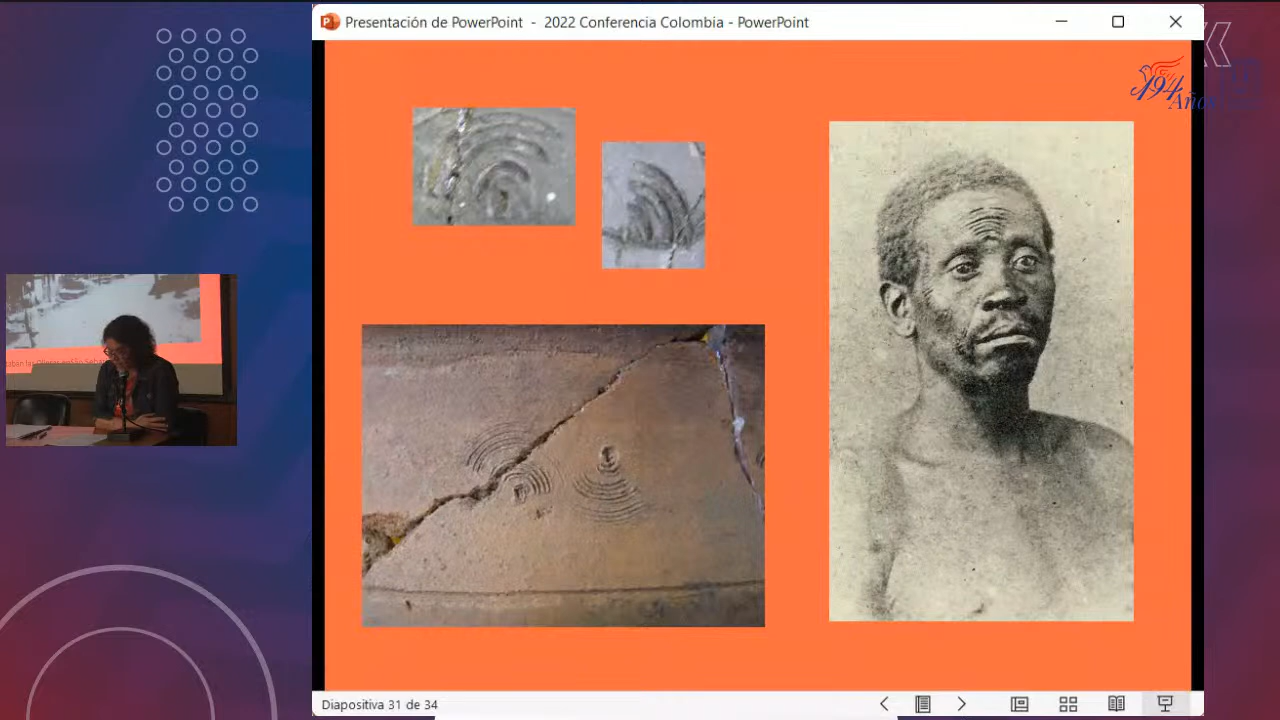 Presentación de PowerPoint - 2022 Conferencia Colombia - PowerPoint
194
Años
Diapositiva 31 de 34